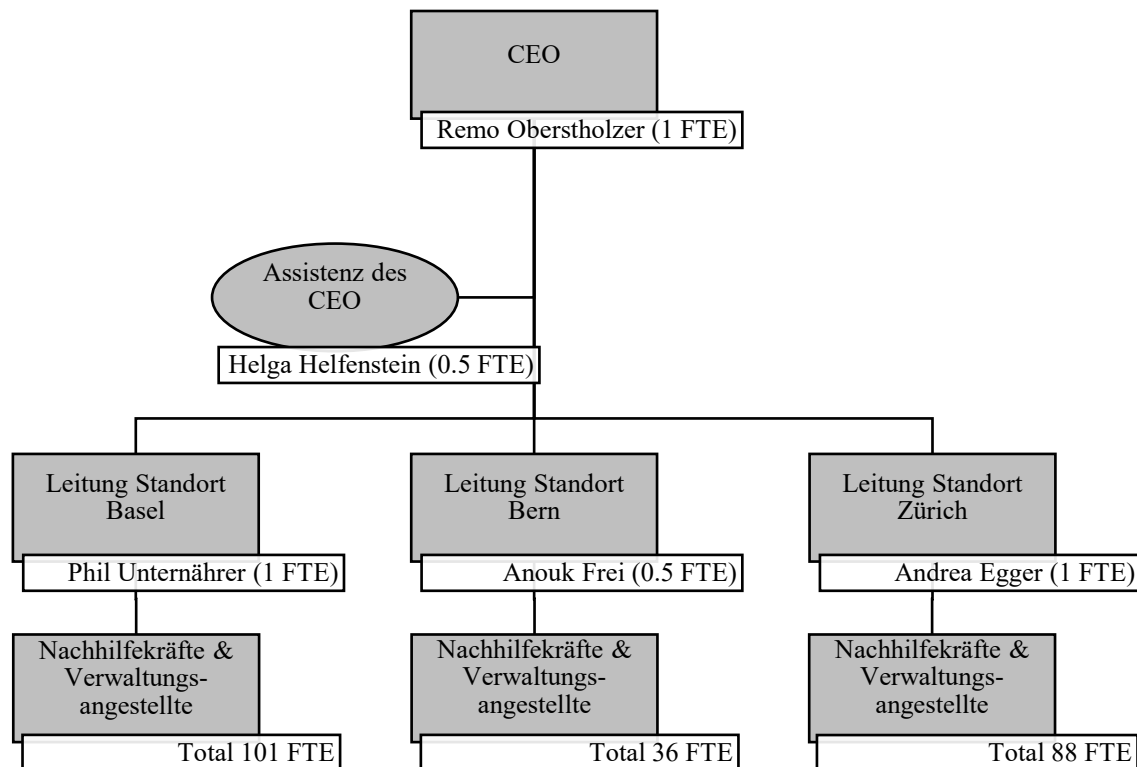 CEO
Remo Oberstholzer (1 FTE)
Assistenz des
CEO
Helga Helfenstein (0.5 FTE)
Leitung Standort
Basel
Phil Unternährer (1 FTE)
Leitung Standort
Bern
Anouk Frei (0.5 FTE)
Leitung Standort
Zürich
Andrea Egger (1 FTE)
Nachhilfekräfte &
Verwaltungs-
angestellte
Total 101 FTE
Nachhilfekräfte &
Verwaltungs-
angestellte
Total 36 FTE
Nachhilfekräfte &
Verwaltungs-
angestellte
Total 88 FTE